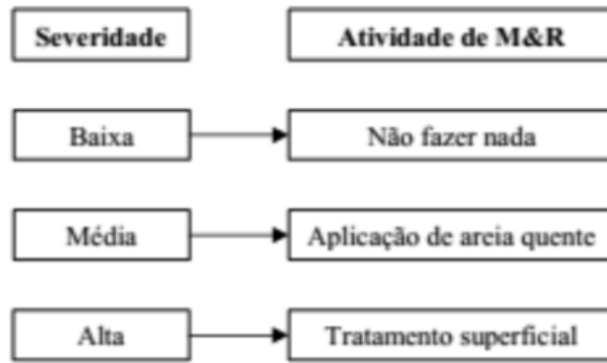 Severidade Atividade de M&R
Baixa Não fazer nada
Média Aplicação de areia quente
Alta Tratamento superficial